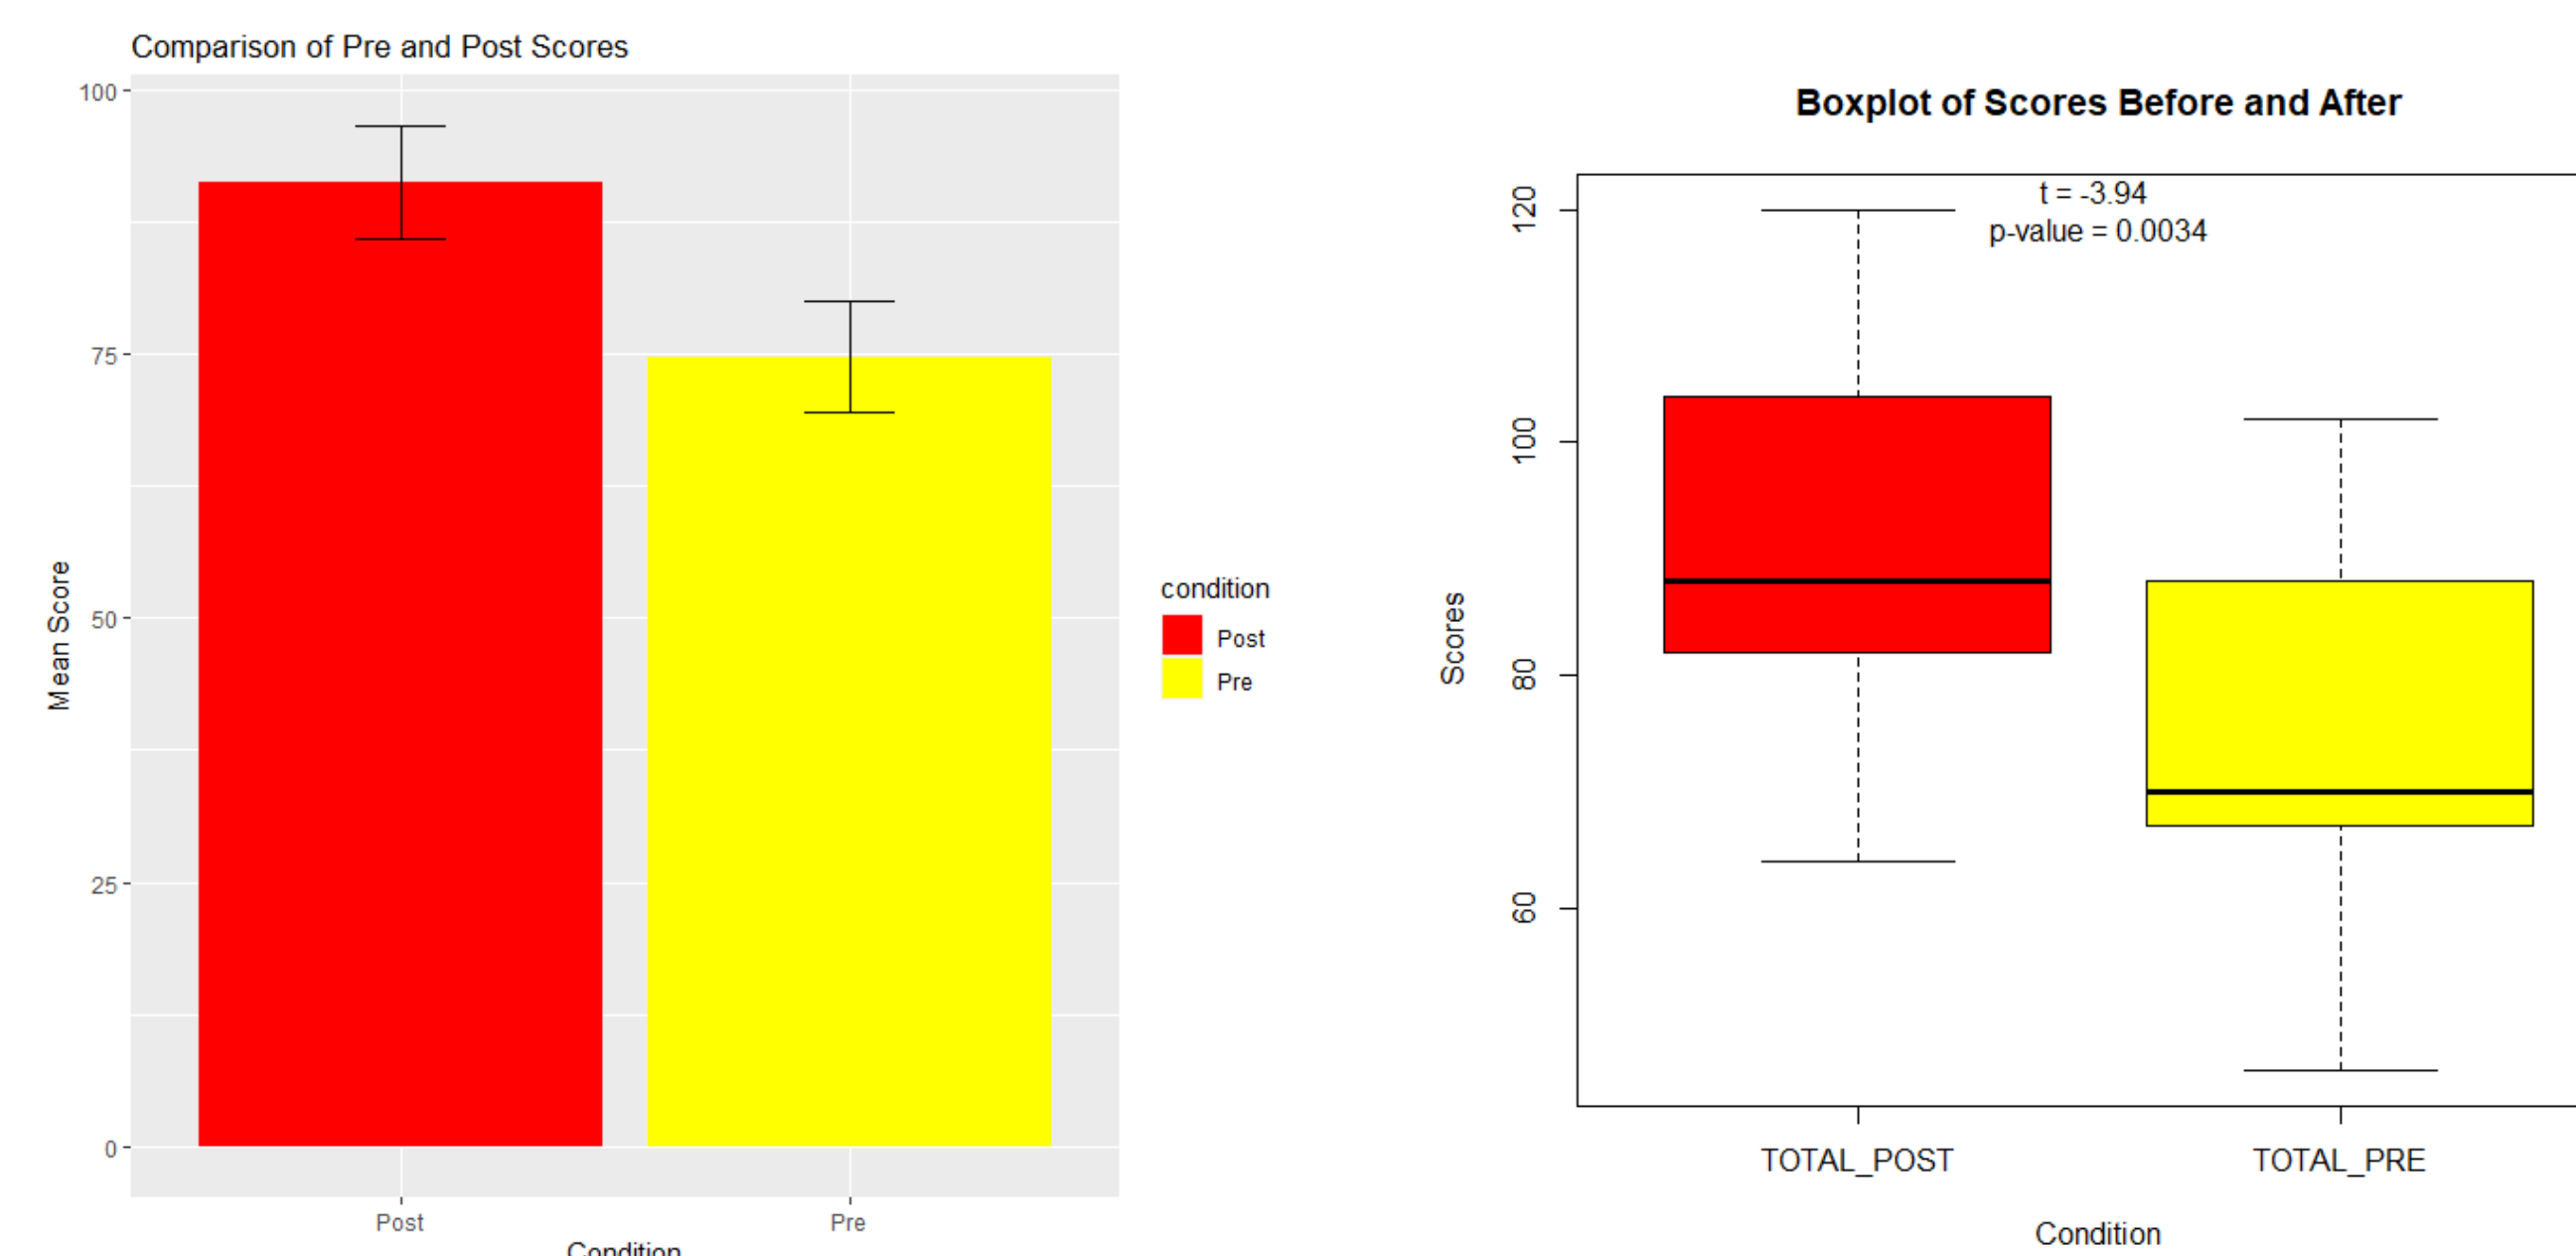 Comparison of Pre and Post Scores
100
75
50
25
0
Mean Score
Post
Pre
Condition
condition
Post
Pre
Boxplot of Scores Before and After
t = -3.94
p-value = 0.0034
120
100
80
60
Scores
TOTAL_POST
TOTAL_PRE
Condition